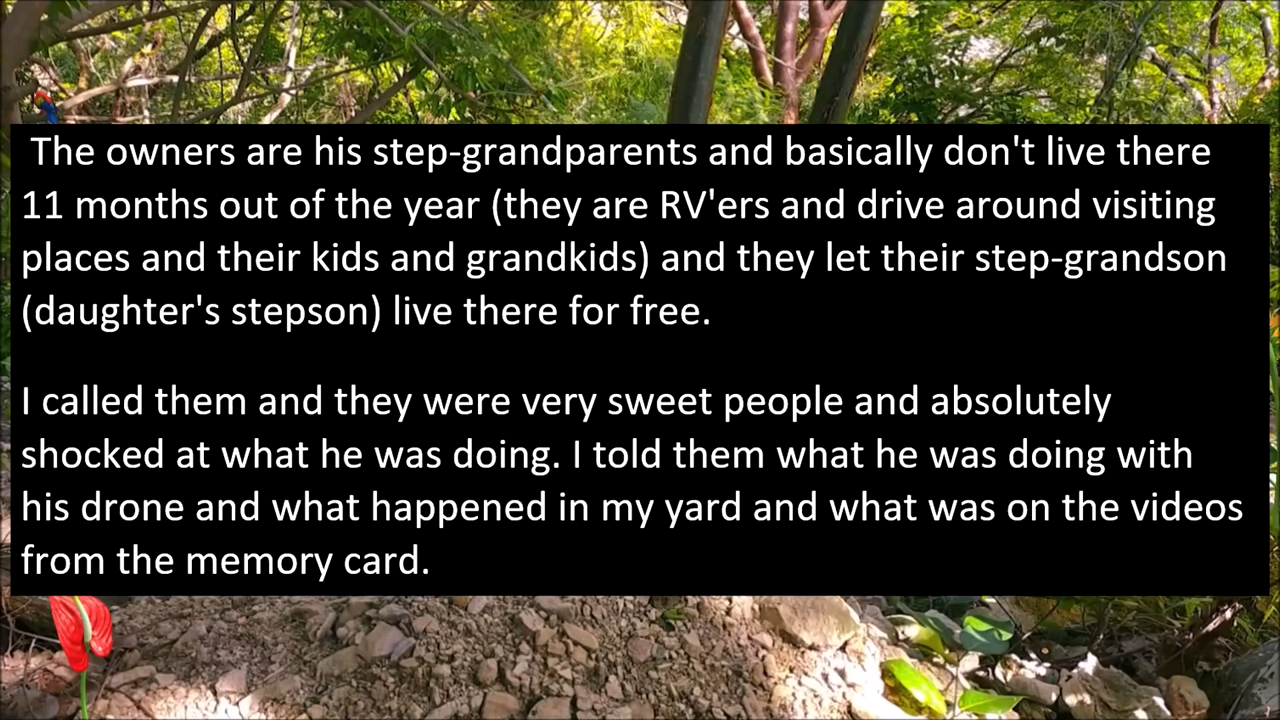 The owners are his step-grandparents and basically don't live there
11 months out of the year (they are RV'ers and drive around visiting
places and their kids and grandkids) and they let their step-grandson
(daughter's stepson) live there for free.
I called them and they were very sweet people and absolutely
shocked at what he was doing. I told them what he was doing with
his drone and what happened in my yard and what was on the videos
from the memory card.